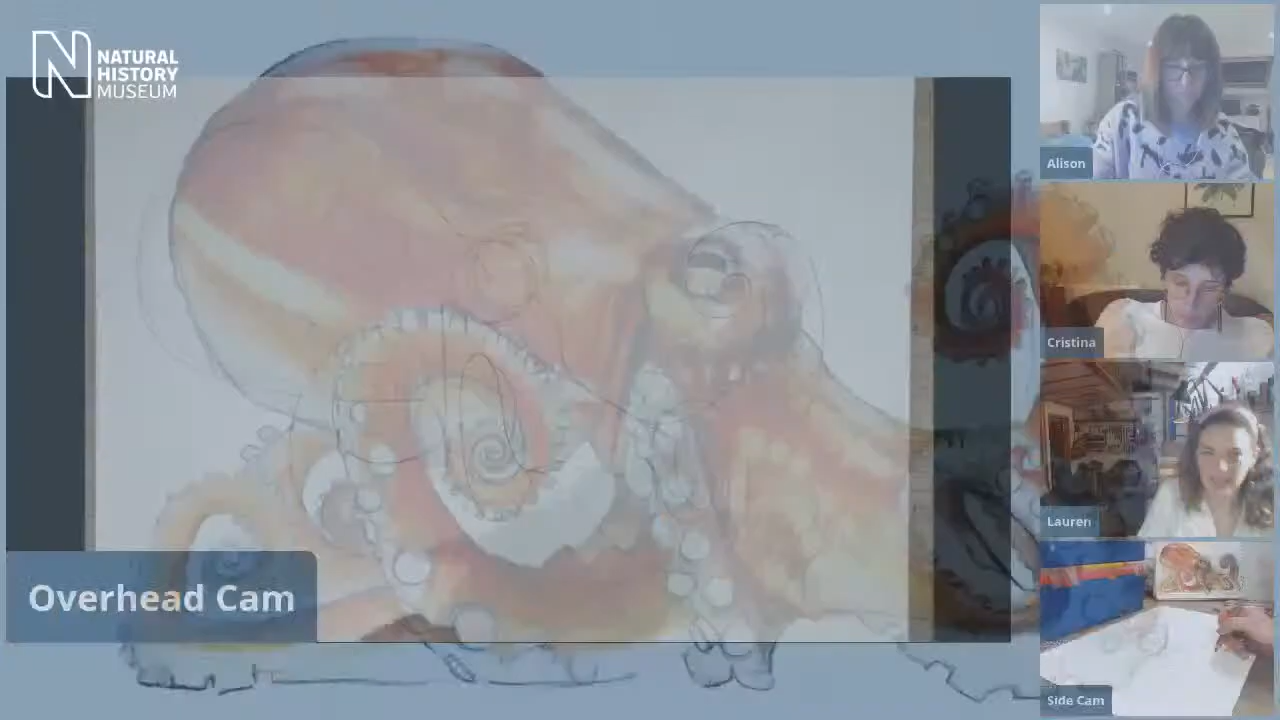 NATURAL
HISTORY
MUSEUM
Overhead Cam
Alison
Cristina
Lauren
Side Cam